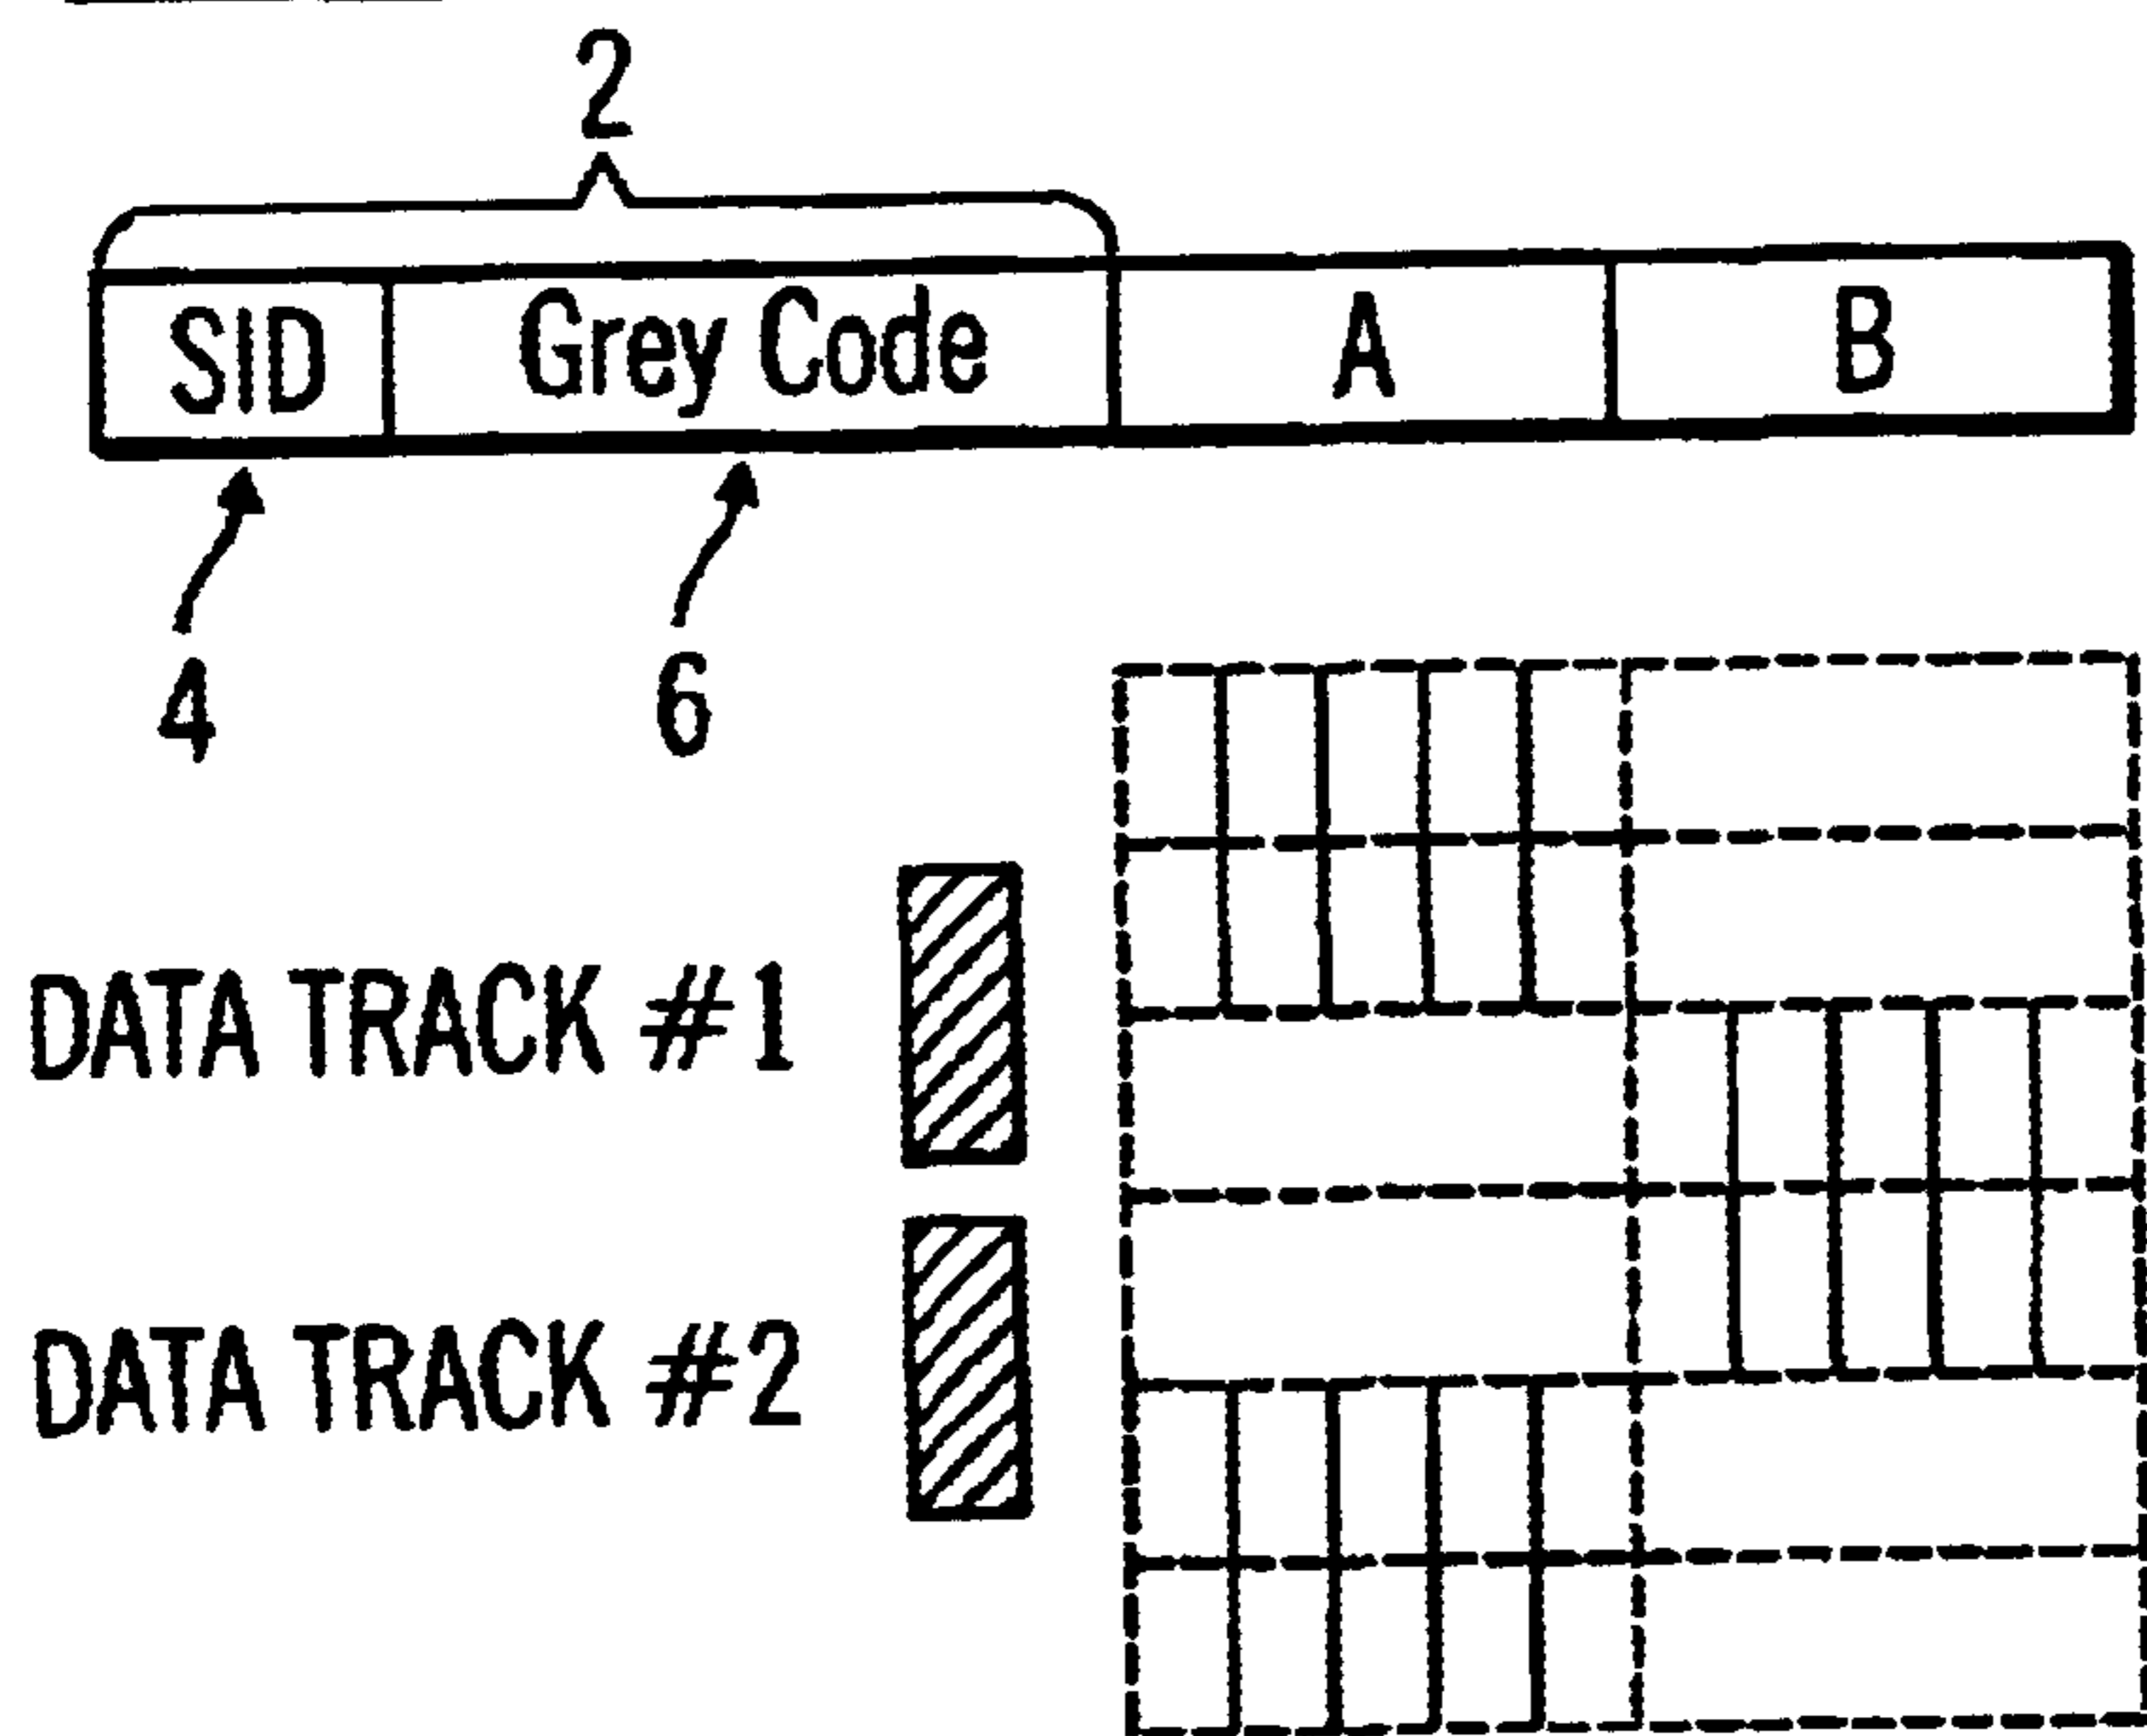 2
SID Grey Code A B
4 6
DATA TRACK #1
DATA TRACK #2